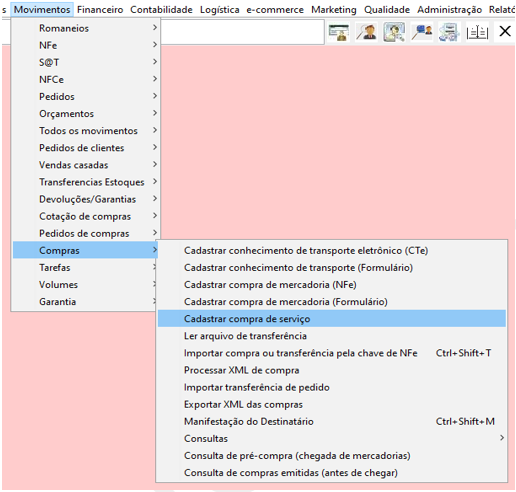 s Movimentos Financeiro Contabilidade Logística e-commerce Marketing Qualidade Administração Relató
Romaneios
NFe
S@T
NFCe
Pedidos
Orçamentos
Todos os movimentos
Pedidos de clientes
Vendas casadas
Transferencias Estoques
Devoluções/Garantias
Cotação de compras
Pedidos de compras
Compras
Tarefas
Volumes
Garantia
Cadastrar conhecimento de transporte eletrônico (CTe)
Cadastrar conhecimento de transporte (Formulário)
Cadastrar compra de mercadoria (NFe)
Cadastrar compra de mercadoria (Formulário)
Cadastrar compra de serviço
Ler arquivo de transferência
Importar compra ou transferência pela chave de NFe Ctrl+Shift+T
Processar XML de compra
Importar transferência de pedido
Exportar XML das compras
Manifestação do Destinatário Ctrl+Shift+M
Consultas
Consulta de pré-compra (chegada de mercadorias)
Consulta de compras emitidas (antes de chegar)